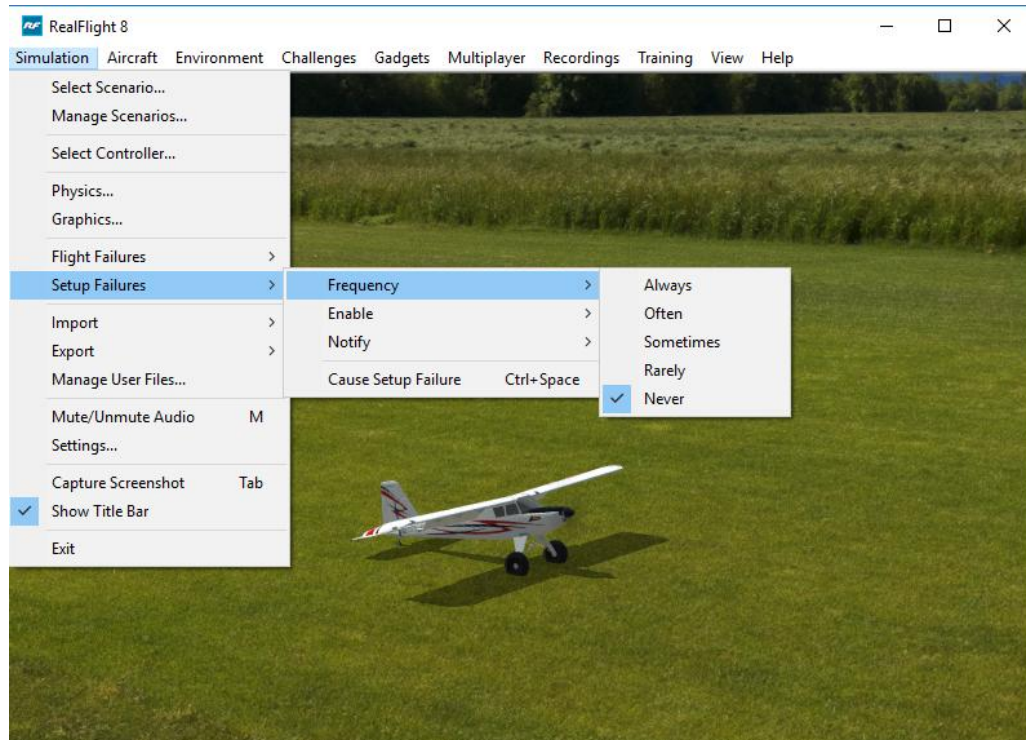 RF RealFlight 8
Simulation Aircraft Environment Challenges Gadgets Multiplayer Recordings Training View Help
Select Scenario...
Manage Scenarios...
Select Controller...
Physics...
Graphics...
Flight Failures
Setup Failures
Import
Export
Manage User Files...
Mute/Unmute Audio M
Settings...
Capture Screenshot Tab
Show Title Bar
Exit
Frequency
Enable
Notify
Cause Setup Failure Ctrl+Space
Always
Often
Sometimes
Rarely
Never